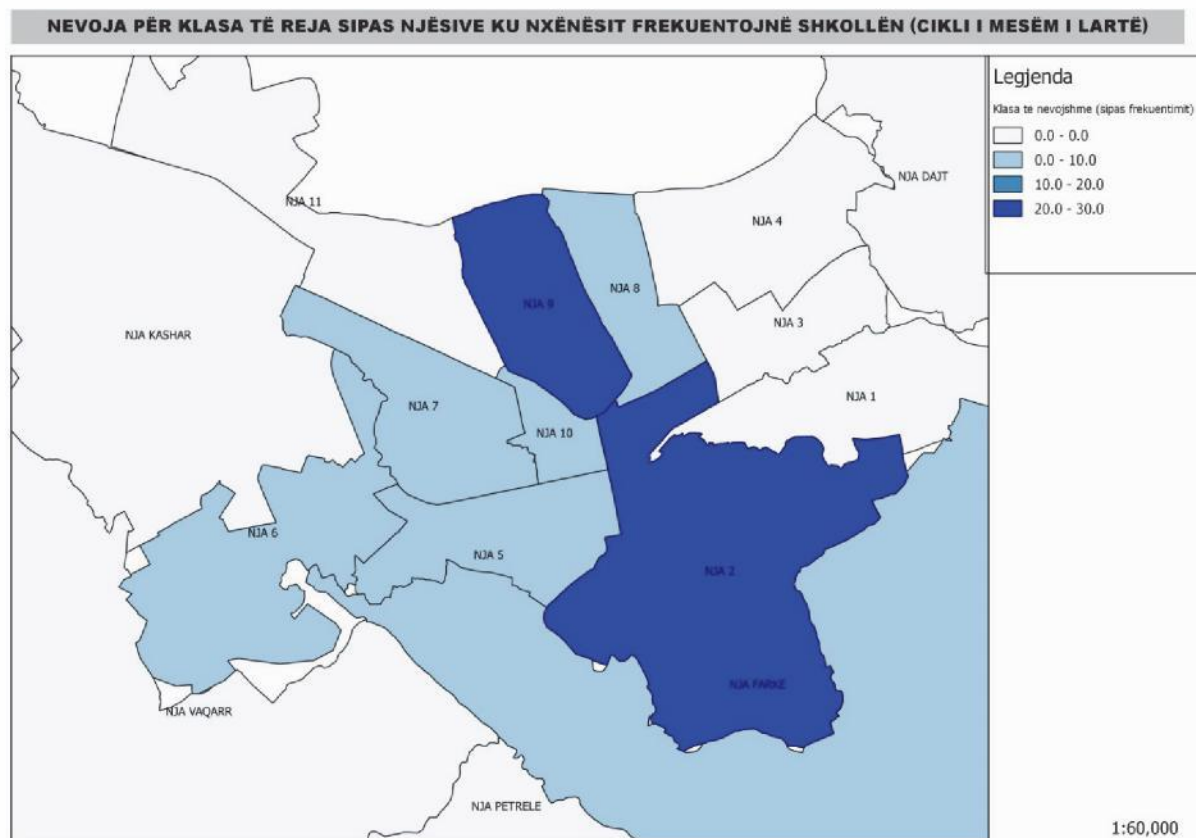 NEVOJA PËR KLASA TË REJA SIPAS NJËSIVE KU NXËNËSIT FREKUENTOJNË SHKOLLËN (CIKLI I MESËM I LARTË)
Legjenda
Klasa te nevojshme (sipas frekuentimit)
0.0 - 0.0
0.0 - 10.0
10.0 - 20.0
20.0 - 30.0
NJA DAJT
NJA 11
NJA 4
NJA 8
NJA 9
NJA 3
NJA KASHAR
NJA 1
NJA 7
NJA 10
NJA 6
NJA 5
NJA 2
NJA FARKE
NJA VAQARR
NJA PETRELE
1:60,000